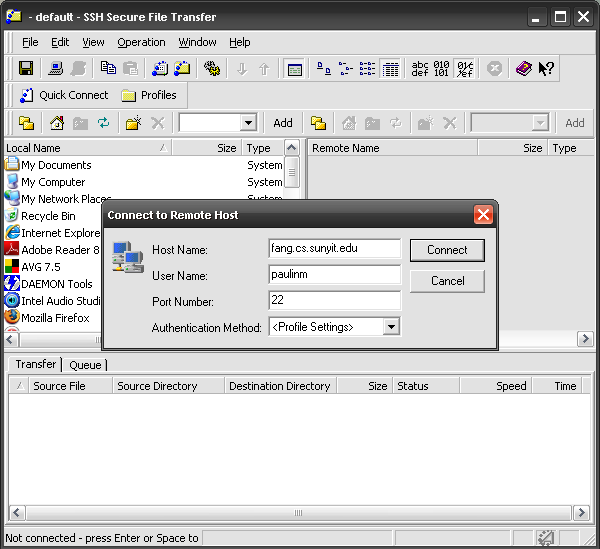 - default - SSH Secure File Transfer
File Edit View Operation Window Help
abc def 010 101
Quick Connect Profiles
Add Add
Local Name Size Type Remote Name Size Type
My Documents System
My Computer System
My Network Places System
Recycle Bin System
Internet Explore
Adobe Reader 8
AVG 7.5
DAEMON Tools
Intel Audio Studi
Mozilla Firefox
Connect to Remote Host
Host Name: fang.cs.sunyit.edu Connect
User Name: paulinm Cancel
Port Number: 22
Authentication Method: <Profile Settings>
Transfer Queue
Source File Source Directory Destination Directory Size Status Speed Time
Not connected - press Enter or Space to